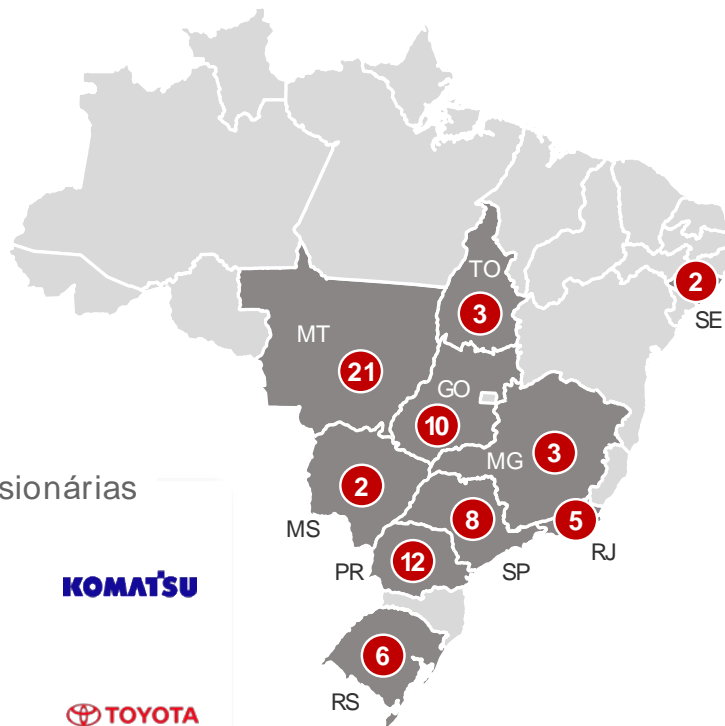 TO
3
2
SE
MT
21
GO
10
MG
3
2
MS
8
5
RJ
PR
12
SP
sionárias
KOMATSU
6
RS
TOYOTA